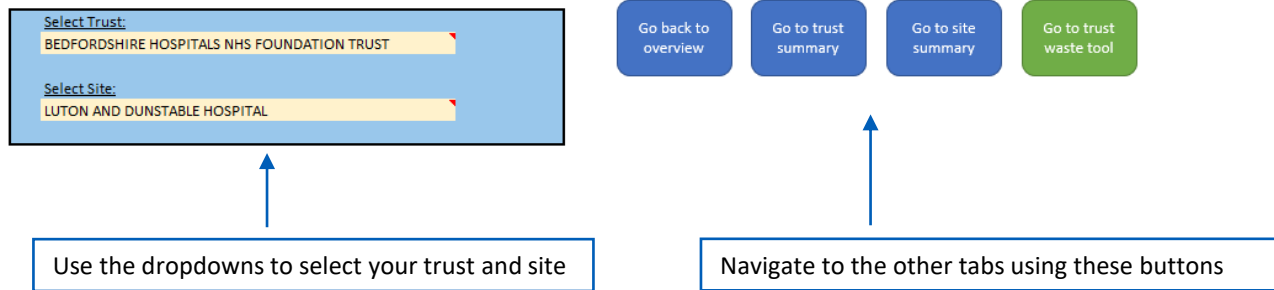 Select Trust:
BEDFORDSHIRE HOSPITALS NHS FOUNDATION TRUST
Select Site:
LUTON AND DUNSTABLE HOSPITAL
Go back to
overview
Go to trust
summary
Go to site
summary
Go to trust
waste tool
Use the dropdowns to select your trust and site
Navigate to the other tabs using these buttons